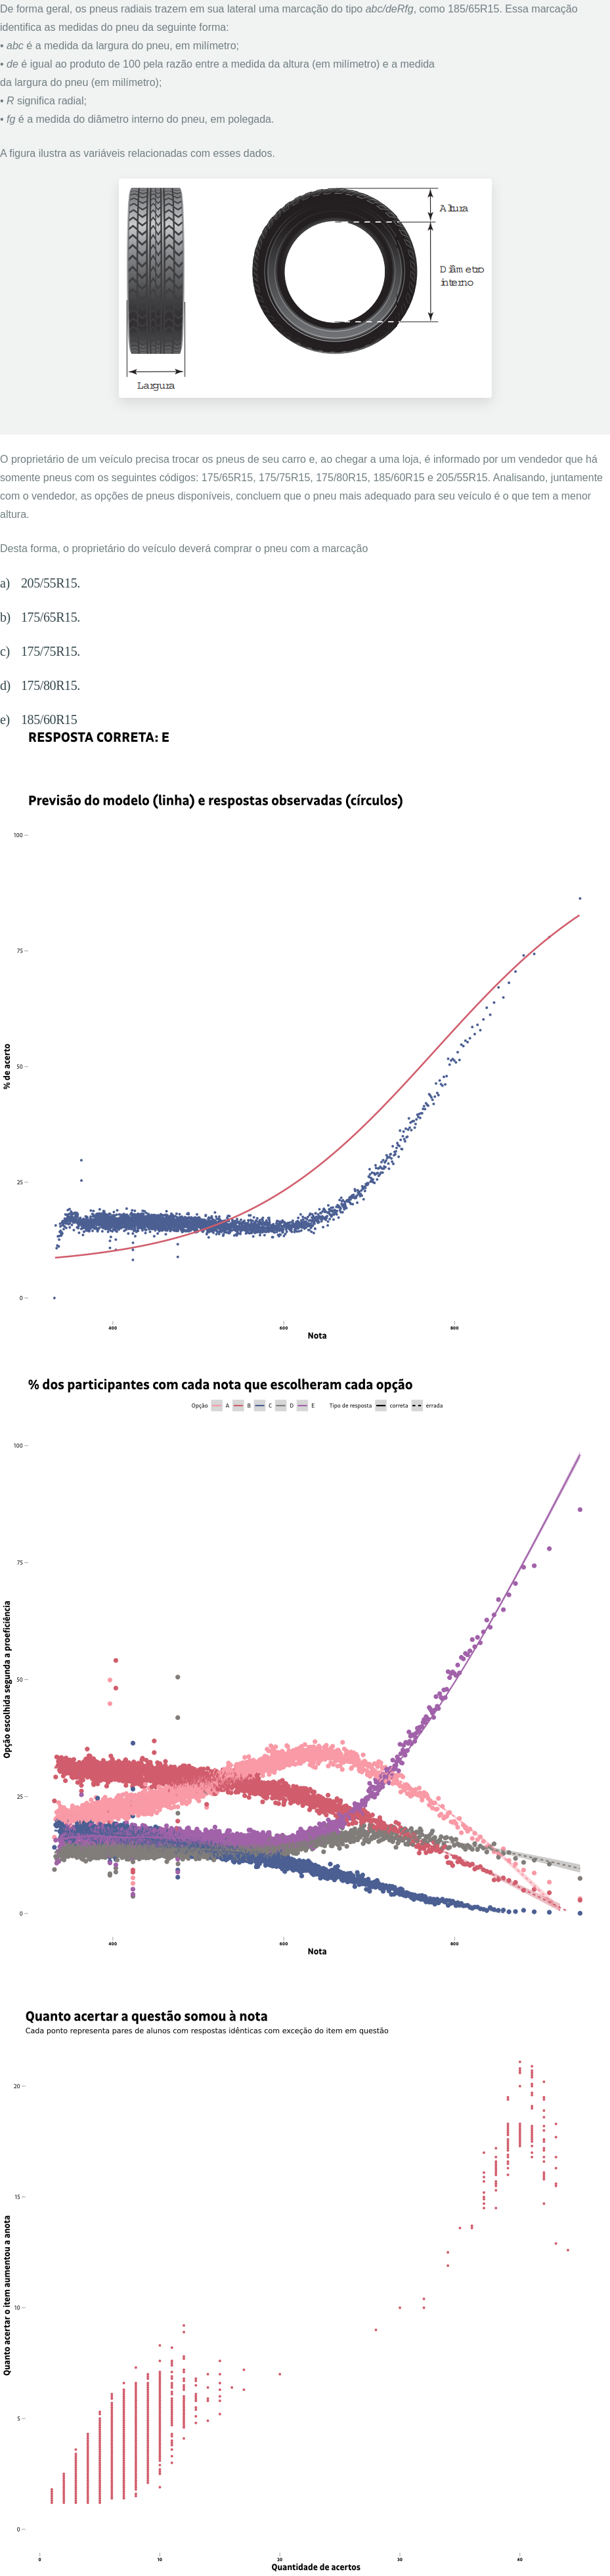 De forma geral, os pneus radiais trazem em sua lateral uma marcação do tipo abc/deRfg, como 185/65R15. Essa marcação
identifica as medidas do pneu da seguinte forma:
• abc é a medida da largura do pneu, em milímetro;
• de é igual ao produto de 100 pela razão entre a medida da altura (em milímetro) e a medida
da largura do pneu (em milímetro);
• R significa radial;
• fg é a medida do diâmetro interno do pneu, em polegada.
A figura ilustra as variáveis relacionadas com esses dados.
Altura
Diâmetro
interno
Largura
O proprietário de um veículo precisa trocar os pneus de seu carro e, ao chegar a uma loja, é informado por um vendedor que há
somente pneus com os seguintes códigos: 175/65R15, 175/75R15, 175/80R15, 185/60R15 e 205/55R15. Analisando, juntamente
com o vendedor, as opções de pneus disponíveis, concluem que o pneu mais adequado para seu veículo é o que tem a menor
altura.
Desta forma, o proprietário do veículo deverá comprar o pneu com a marcação
a) 205/55R15.
b) 175/65R15.
c) 175/75R15.
d) 175/80R15.
e) 185/60R15
RESPOSTA CORRETA: E
Previsão do modelo (linha) e respostas observadas (círculos)
100
75
% de acerto
50
25
0
400 600 800
Nota
% dos participantes com cada nota que escolheram cada opção
Opção A B C D E Tipo de resposta correta errada
100
75
Opção escolhida segunda a proeficiência
50
25
0
400 600 800
Nota
Quanto acertar a questão somou à nota
Cada ponto representa pares de alunos com respostas idênticas com exceção do item em questão
20
15
Quanto acertar o item aumentou a anota
10
5
0
0 10 20 30 40
Quantidade de acertos